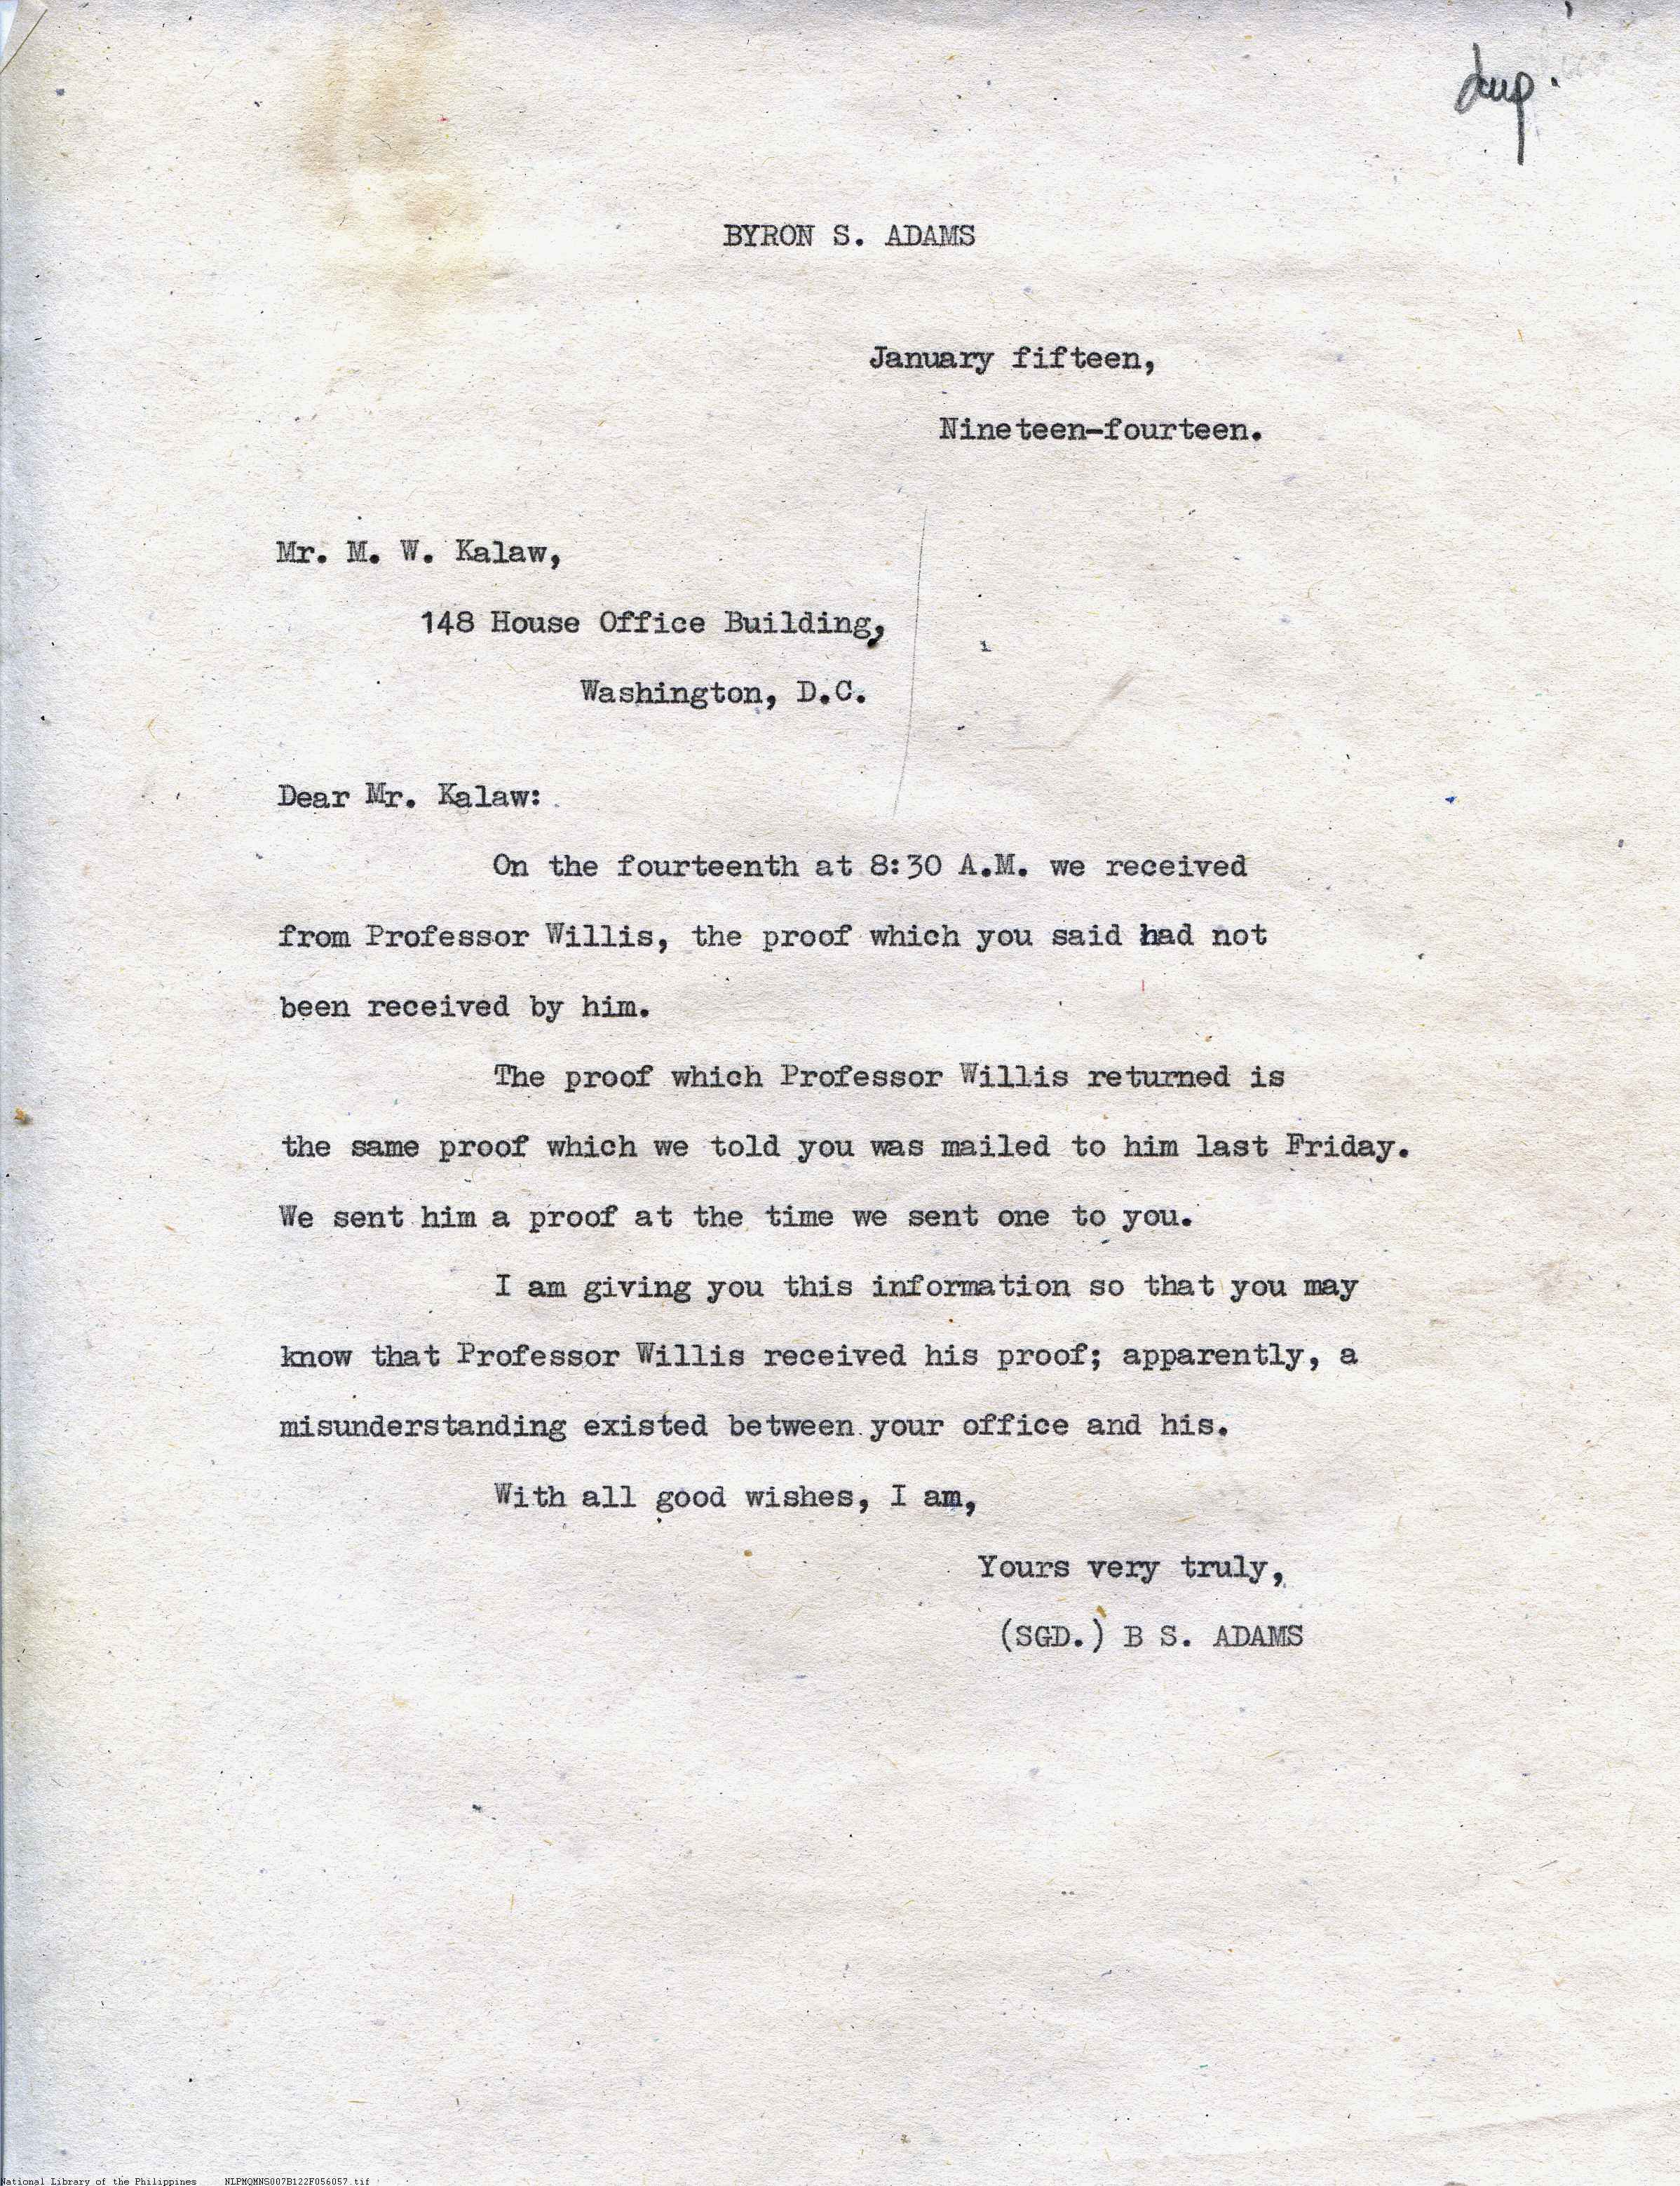 dup.
BYRON S. ADAMS
January fifteen,
Nineteen-fourteen.
Mr. M. W. Kalaw,
148 House Office Building,
Washington, D.C.
Dear Mr. Kalaw:
On the fourteenth at 8:30 A.M. we received
from Professor Willis, the proof which you said had not
been received by him.
The proof which Professor Willis returned is
the same proof which we told you was mailed to him last Friday.
We sent him a proof at the time we sent one to you.
I am giving you this information so that you may
know that Professor Willis received his proof; apparently, a
misunderstanding existed between your office and his.
With all good wishes, I am,
Yours very truly,
(SGD.) B S. ADAMS
National Library of the Philippines NLPMQMNS007B122F056057.tif